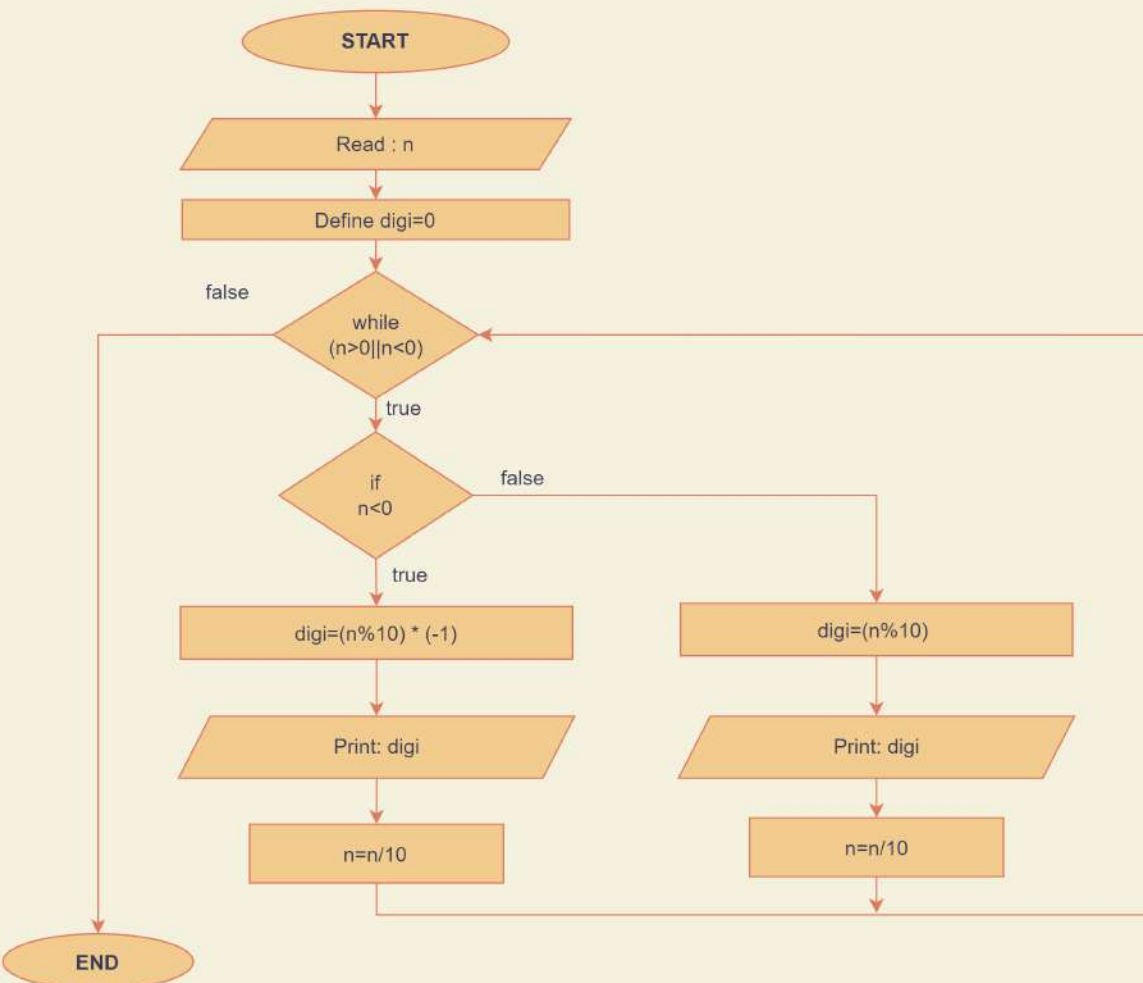 START
Read : n
Define digi=0
false
while
(n>0||n<0)
true
if
n<0
false
true
digi=(n%10) * (-1)
digi=(n%10)
Print: digi
Print: digi
n=n/10
n=n/10
END